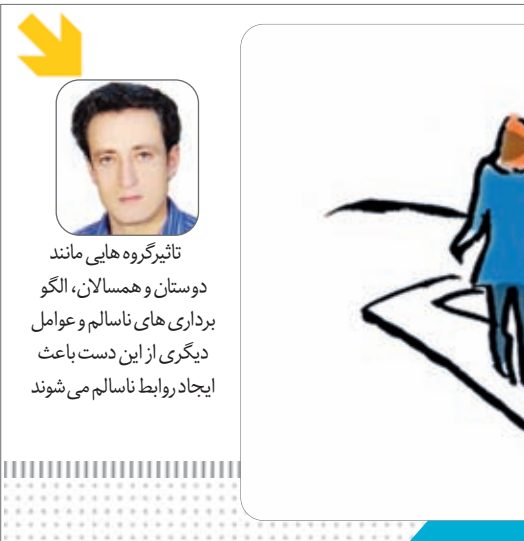 تاثیرگروه هایی مانند
دوستان و همسالان، الگو
برداری های ناسالم و عوامل
دیگری از این دست باعث
ایجاد روابط ناسالم می شوند